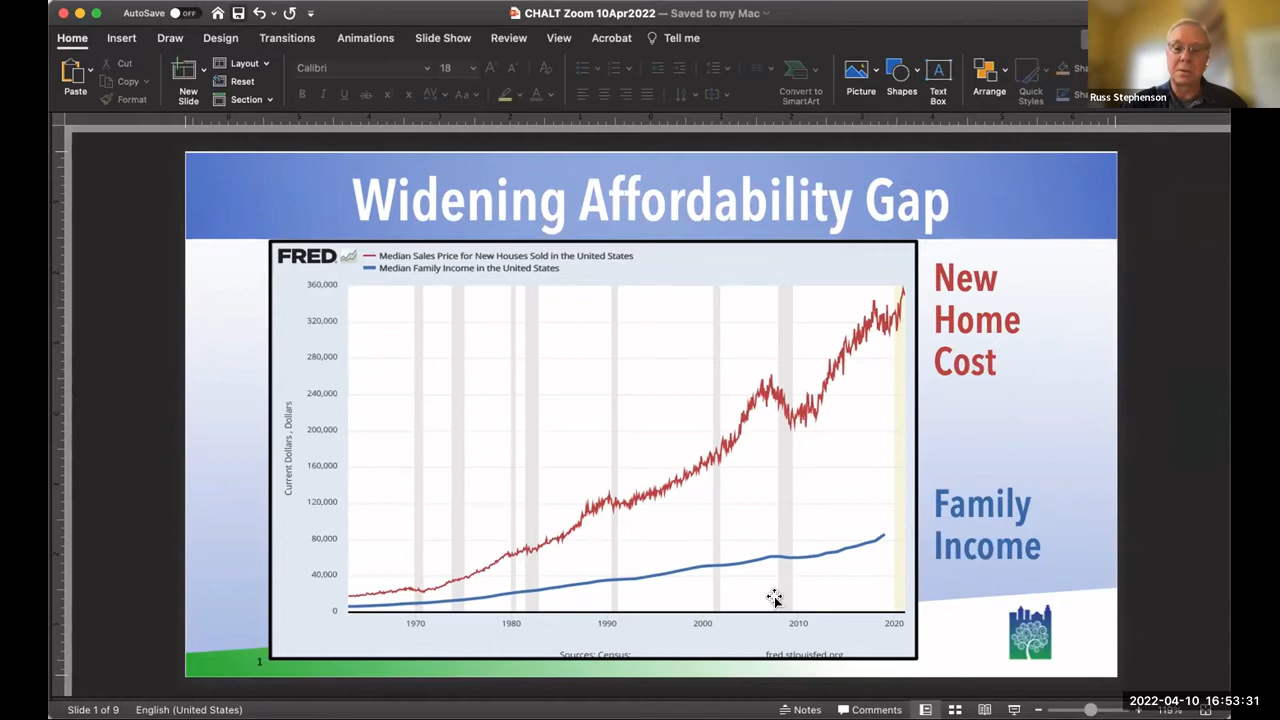 AutoSave OFF
CHALT Zoom 10Apr2022 — Saved to my Mac
Home Insert Draw Design Transitions Animations Slide Show Review View Acrobat Tell me
Paste
Cut
Copy
Format
New
Slide
Layout
Reset
Section
Calibri
18
Convert to
SmartArt
Picture
Shapes
Text
Box
Arrange
Quick
Styles
Russ Stephenson
Widening Affordability Gap
FRED
Median Sales Price for New Houses Sold in the United States
Median Family Income in the United States
360,000
320,000
280,000
240,000
200,000
160,000
120,000
80,000
40,000
0
Current Dollars , Dollars
1970 1980 1990 2000 2010 2020
Sources: Census; fred.stlouisfed.org
New
Home
Cost
Family
Income
1
Slide 1 of 9
English (United States)
Notes
Comments
2022-04-10 16:53:31